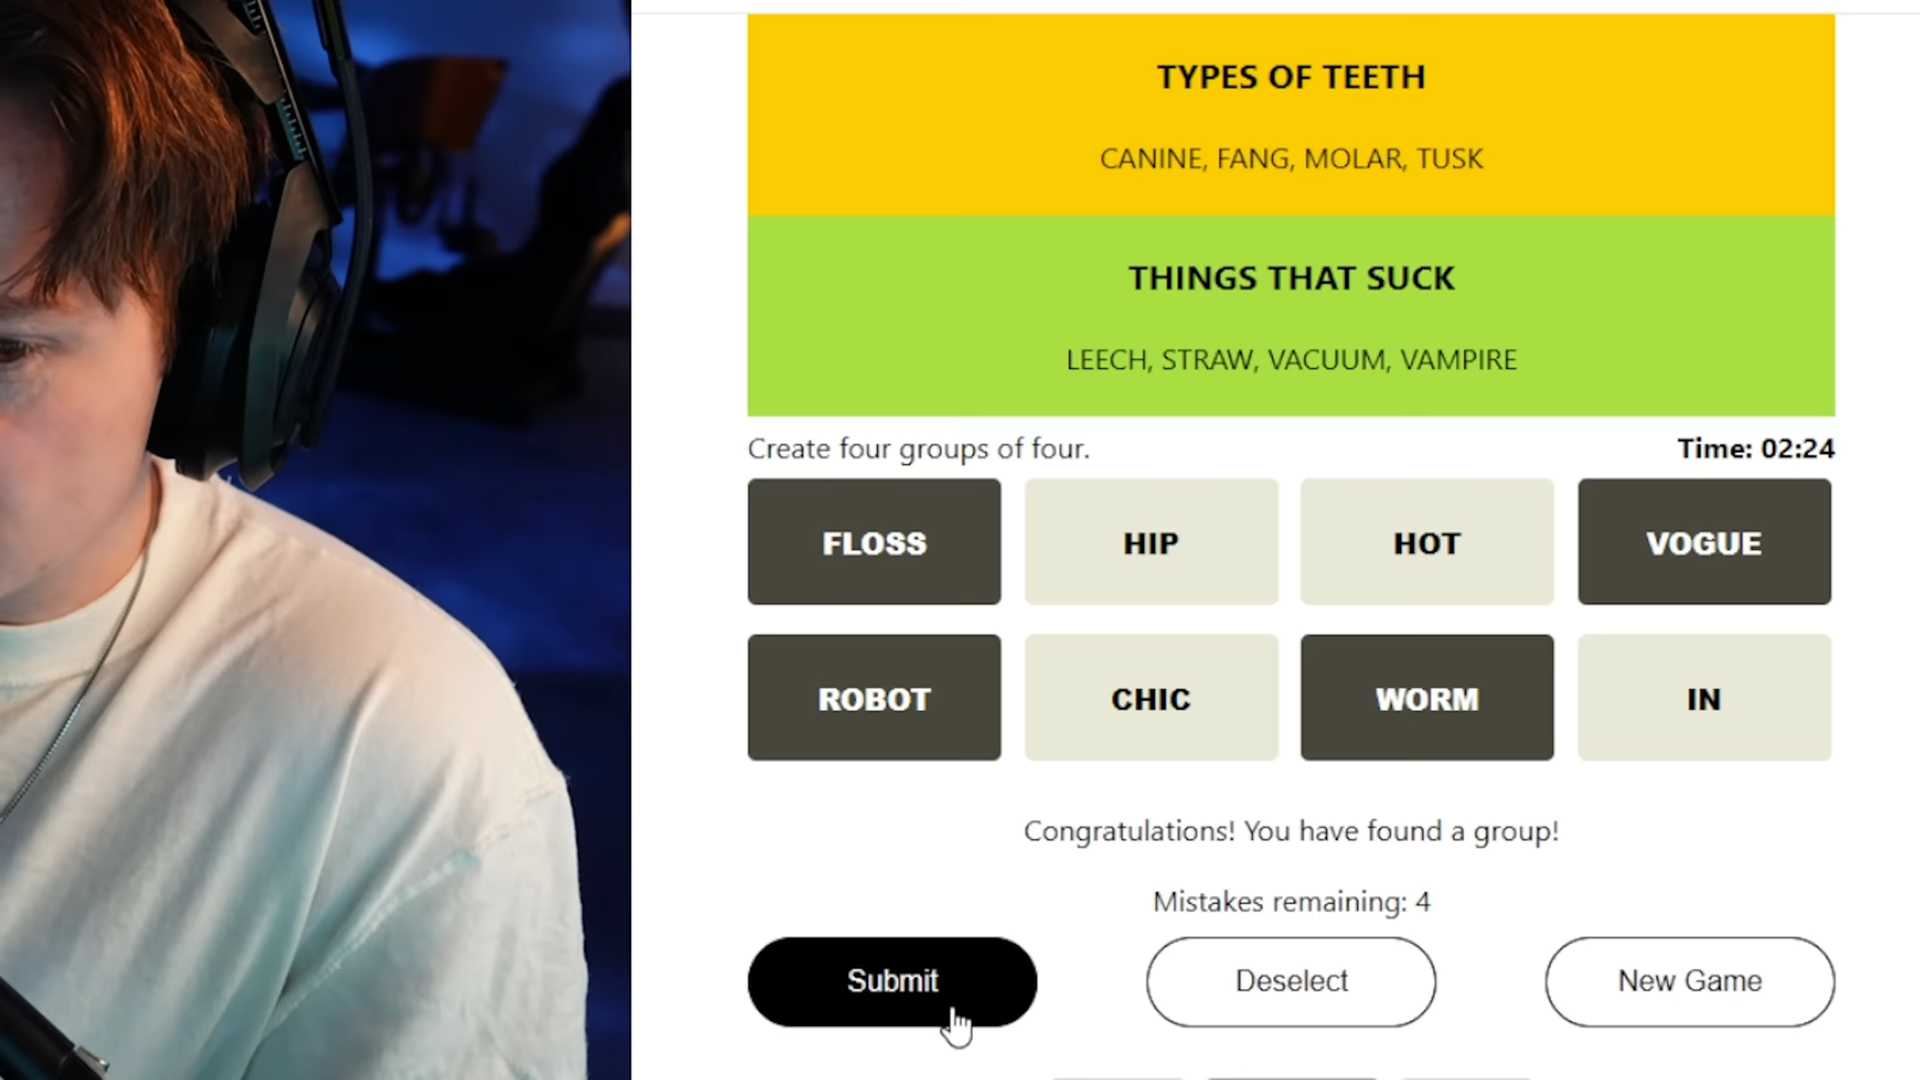 TYPES OF TEETH
CANINE, FANG, MOLAR, TUSK
THINGS THAT SUCK
LEECH, STRAW, VACUUM, VAMPIRE
Create four groups of four.
Time: 02:24
FLOSS
HIP
HOT
VOGUE
ROBOT
CHIC
WORM
IN
Congratulations! You have found a group!
Mistakes remaining: 4
Submit
Deselect
New Game